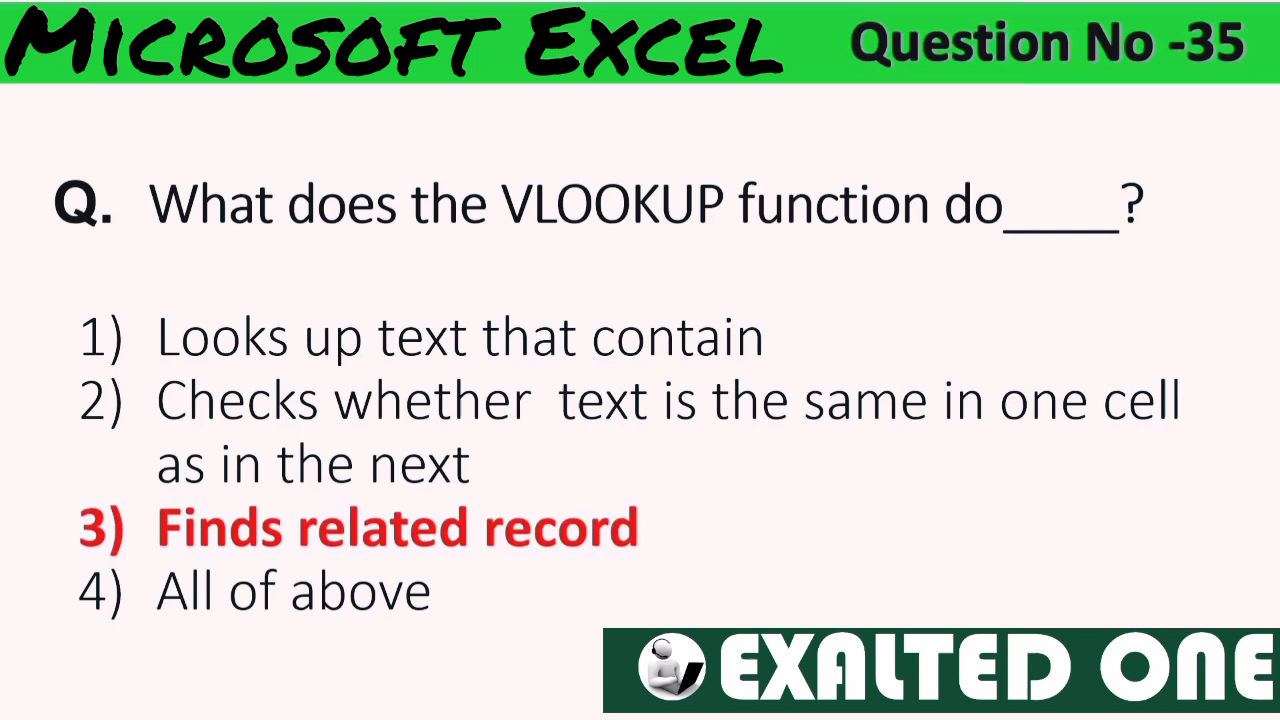 Microsoft Excel Question No -35
Q. What does the VLOOKUP function do____?
1) Looks up text that contain
2) Checks whether text is the same in one cell
as in the next
3) Finds related record
4) All of above
EXALTED ONE